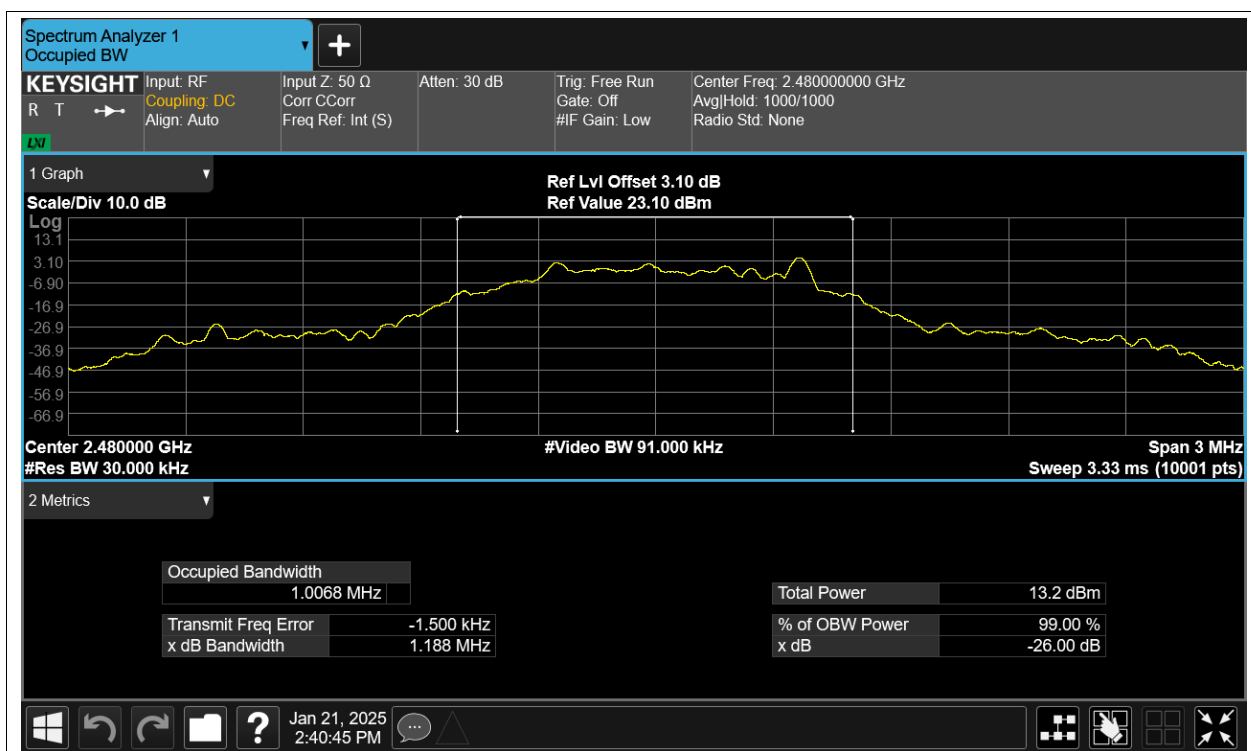 Spectrum Analyzer 1
Occupied BW
KEYSIGHT
R T
LXI
Input: RF
Coupling: DC
Align: Auto
Input Z: 50 Ω
Corr CCorr
Freq Ref: Int (S)
Atten: 30 dB
Trig: Free Run
Gate: Off
#IF Gain: Low
Center Freq: 2.480000000 GHz
Avg|Hold: 1000/1000
Radio Std: None
1 Graph
Scale/Div 10.0 dB
Ref Lvl Offset 3.10 dB
Ref Value 23.10 dBm
Log
13.1
3.10
-6.90
-16.9
-26.9
-36.9
-46.9
-56.9
-66.9
Center 2.480000 GHz
#Res BW 30.000 kHz
#Video BW 91.000 kHz
Span 3 MHz
Sweep 3.33 ms (10001 pts)
2 Metrics
Occupied Bandwidth
1.0068 MHz
Transmit Freq Error -1.500 kHz
x dB Bandwidth 1.188 MHz
Total Power 13.2 dBm
% of OBW Power 99.00 %
x dB -26.00 dB
?
Jan 21, 2025
2:40:45 PM